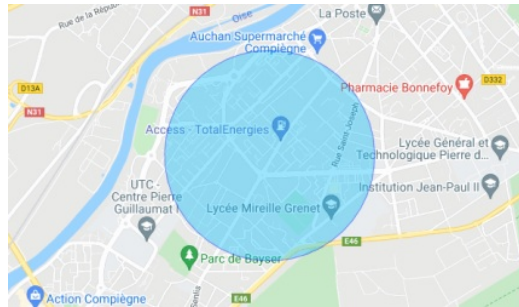 N31
Oise
La Poste
Rue de la Répu
Auchan Supermarché
Compiègne
D13A
N31
Pharmacie Bonnefoy
D332
Access - TotalEnergies
Rue Saint-Joseph
Lycée Général et
Technologique Pierre d...
UTC -
Centre Pierre
Guillaumat
Institution Jean-Paul II
Lycée Mireille Grenet
E46
Parc de Bayser
E46
Action Compiègne